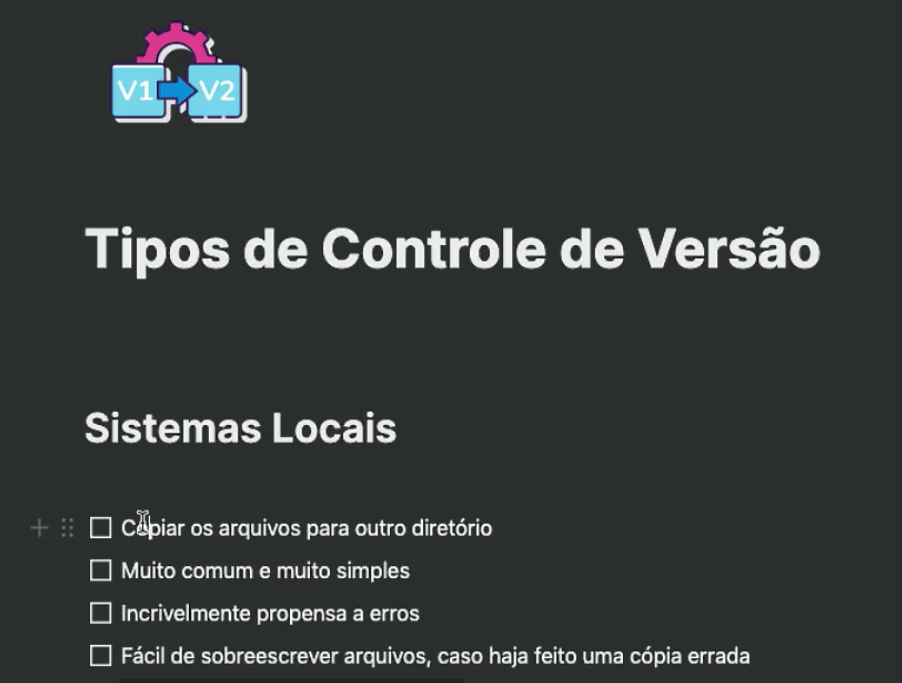 V1 V2
Tipos de Controle de Versão
Sistemas Locais
Copiar os arquivos para outro diretório
Muito comum e muito simples
Incrivelmente propensa a erros
Fácil de sobreescrever arquivos, caso haja feito uma cópia errada